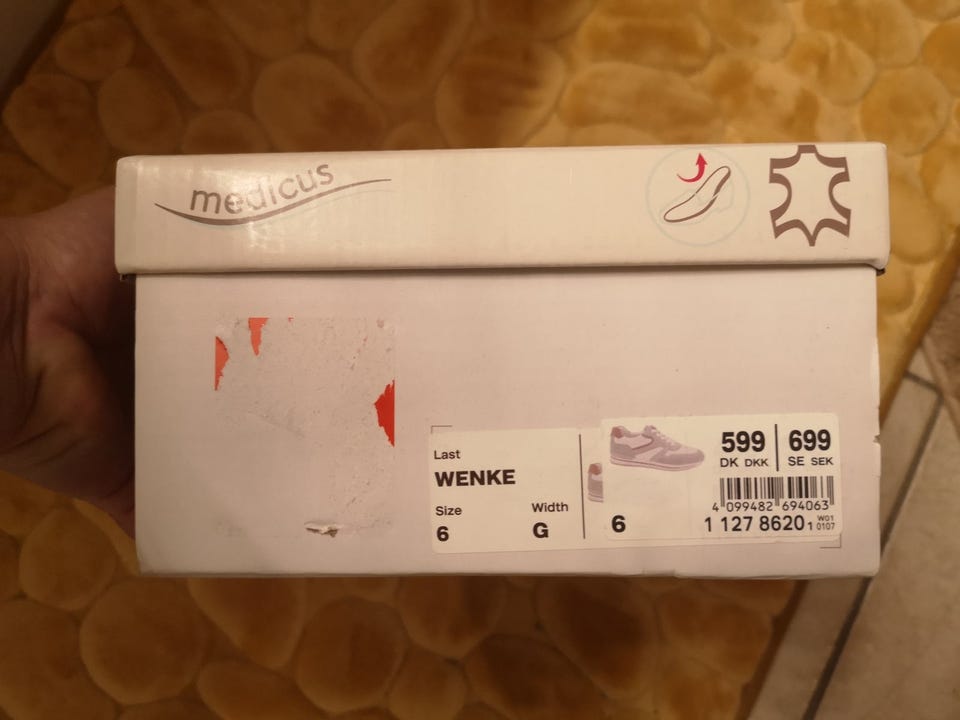 medicus
Last
WENKE
Size
Width
6
G
6
599
699
DK DKK
SE SEK
4 099482 694063
1 127 8620 1
W01
0107